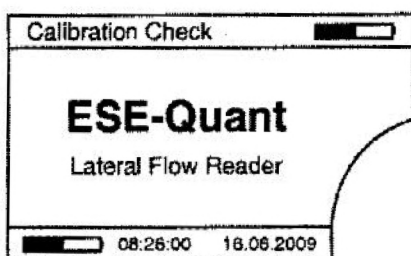 Calibration Check
ESE-Quant
Lateral Flow Reader
08:26:00 16.06.2009